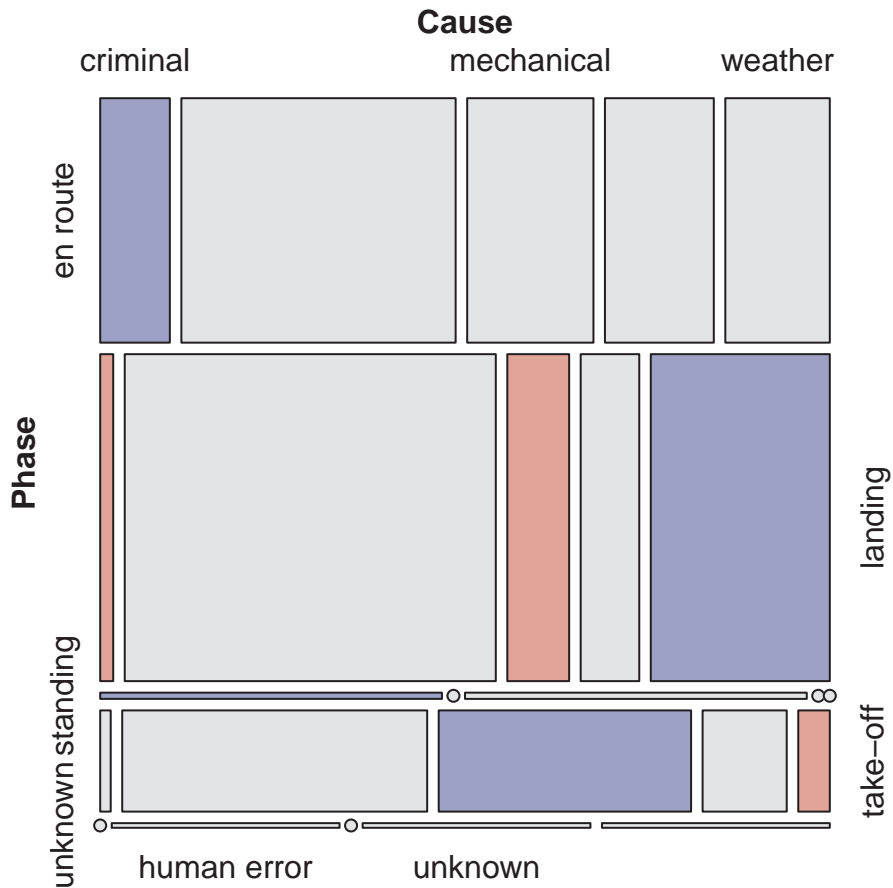 Cause
criminal mechanical weather
en route
Phase
landing
unknown standing
take−off
human error unknown